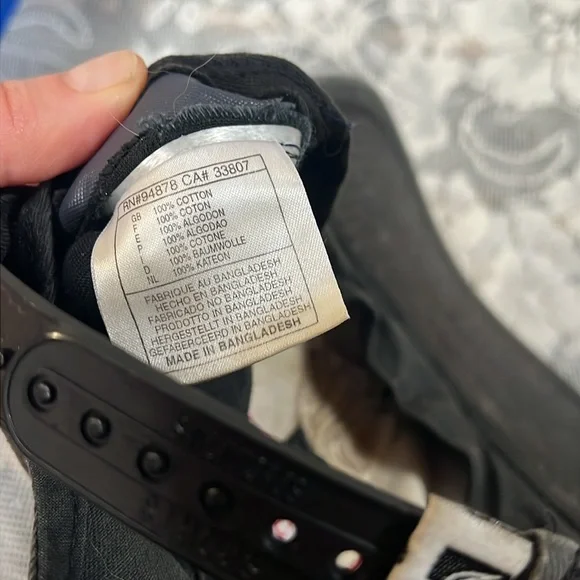 RN#94878 CA# 33807
GB 100% COTTON
F 100% COTON
E 100% ALGODON
P 100% ALGODAO
I 100% COTONE
D 100% BAUMWOLLE
NL 100% KATEON
FABRIQUE AU BANGLADESH
HECHO EN BANGLADESH
FABRICADO NO BANGLADESH
PRODOTTO IN BANGLADESH
HERGESTELLT IN BANGLADESH
GEFABERCEERD IN BANGLADESH
MADE IN BANGLADESH